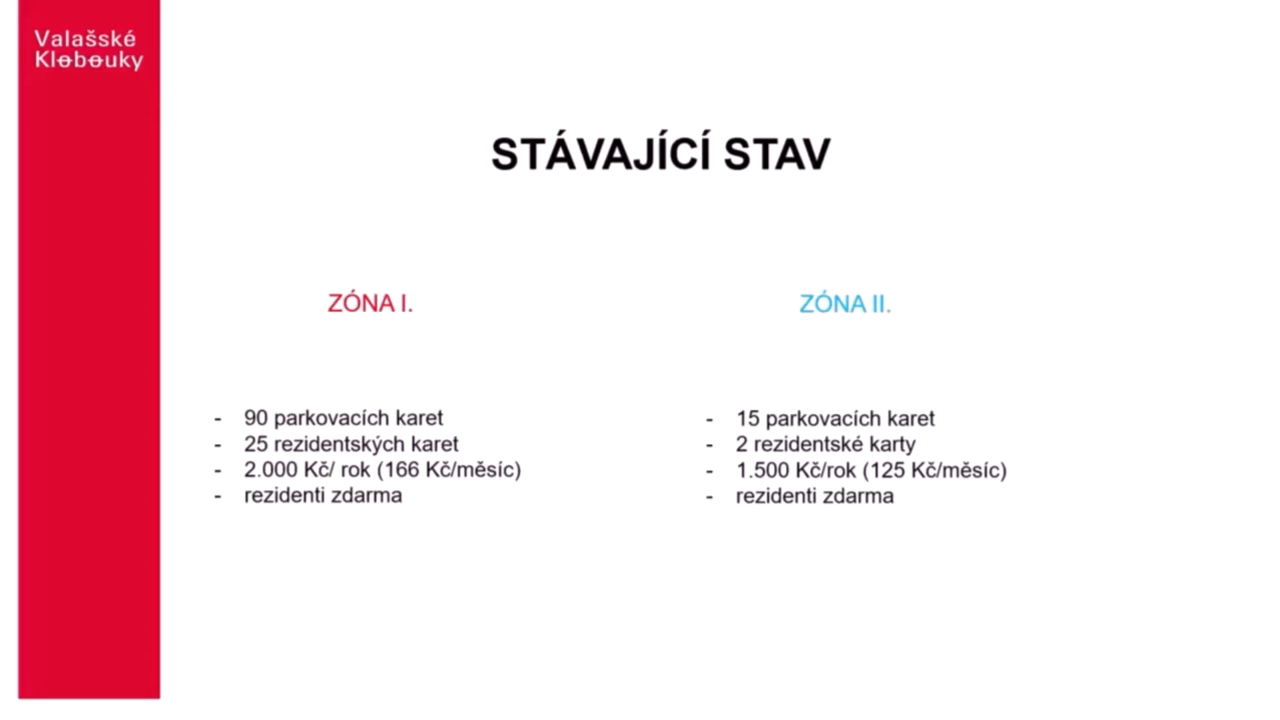 Valašské
Klobouky
STÁVAJÍCÍ STAV
ZÓNA I.
- 90 parkovacích karet
- 25 rezidentských karet
- 2.000 Kč/ rok (166 Kč/měsíc)
- rezidenti zdarma
ZÓNA II.
- 15 parkovacích karet
- 2 rezidentské karty
- 1.500 Kč/rok (125 Kč/měsíc)
- rezidenti zdarma